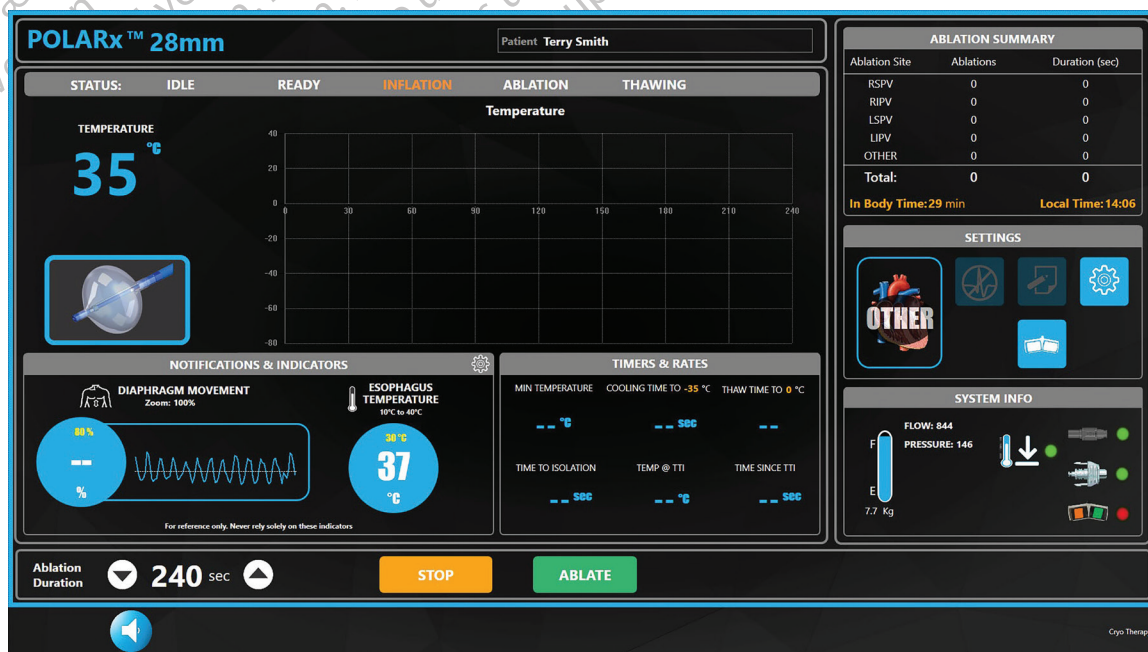 POLARx™ 28mm
Patient Terry Smith
STATUS: IDLE READY INFLATION ABLATION THAWING
TEMPERATURE
35 °C
Temperature
40
20
0
0 30 60 90 120 150 180 210 240
-20
-40
-60
-80
NOTIFICATIONS & INDICATORS
DIAPHRAGM MOVEMENT
Zoom: 100%
80 %
--
%
ESOPHAGUS
TEMPERATURE
10°C to 40°C
30 °C
37
°C
For reference only. Never rely solely on these indicators
TIMERS & RATES
MIN TEMPERATURE COOLING TIME TO -35 °C THAW TIME TO 0 °C
-- °C -- sec --
TIME TO ISOLATION TEMP @ TTI TIME SINCE TTI
-- sec -- °C -- sec
ABLATION SUMMARY
Ablation Site Ablations Duration (sec)
RSPV 0 0
RIPV 0 0
LSPV 0 0
LIPV 0 0
OTHER 0 0
Total: 0 0
In Body Time:29 min Local Time:14:06
SETTINGS
OTHER
SYSTEM INFO
FLOW: 844
PRESSURE: 146
F
E
7.7 Kg
Ablation
Duration
240 sec
STOP
ABLATE
Cryo Therap